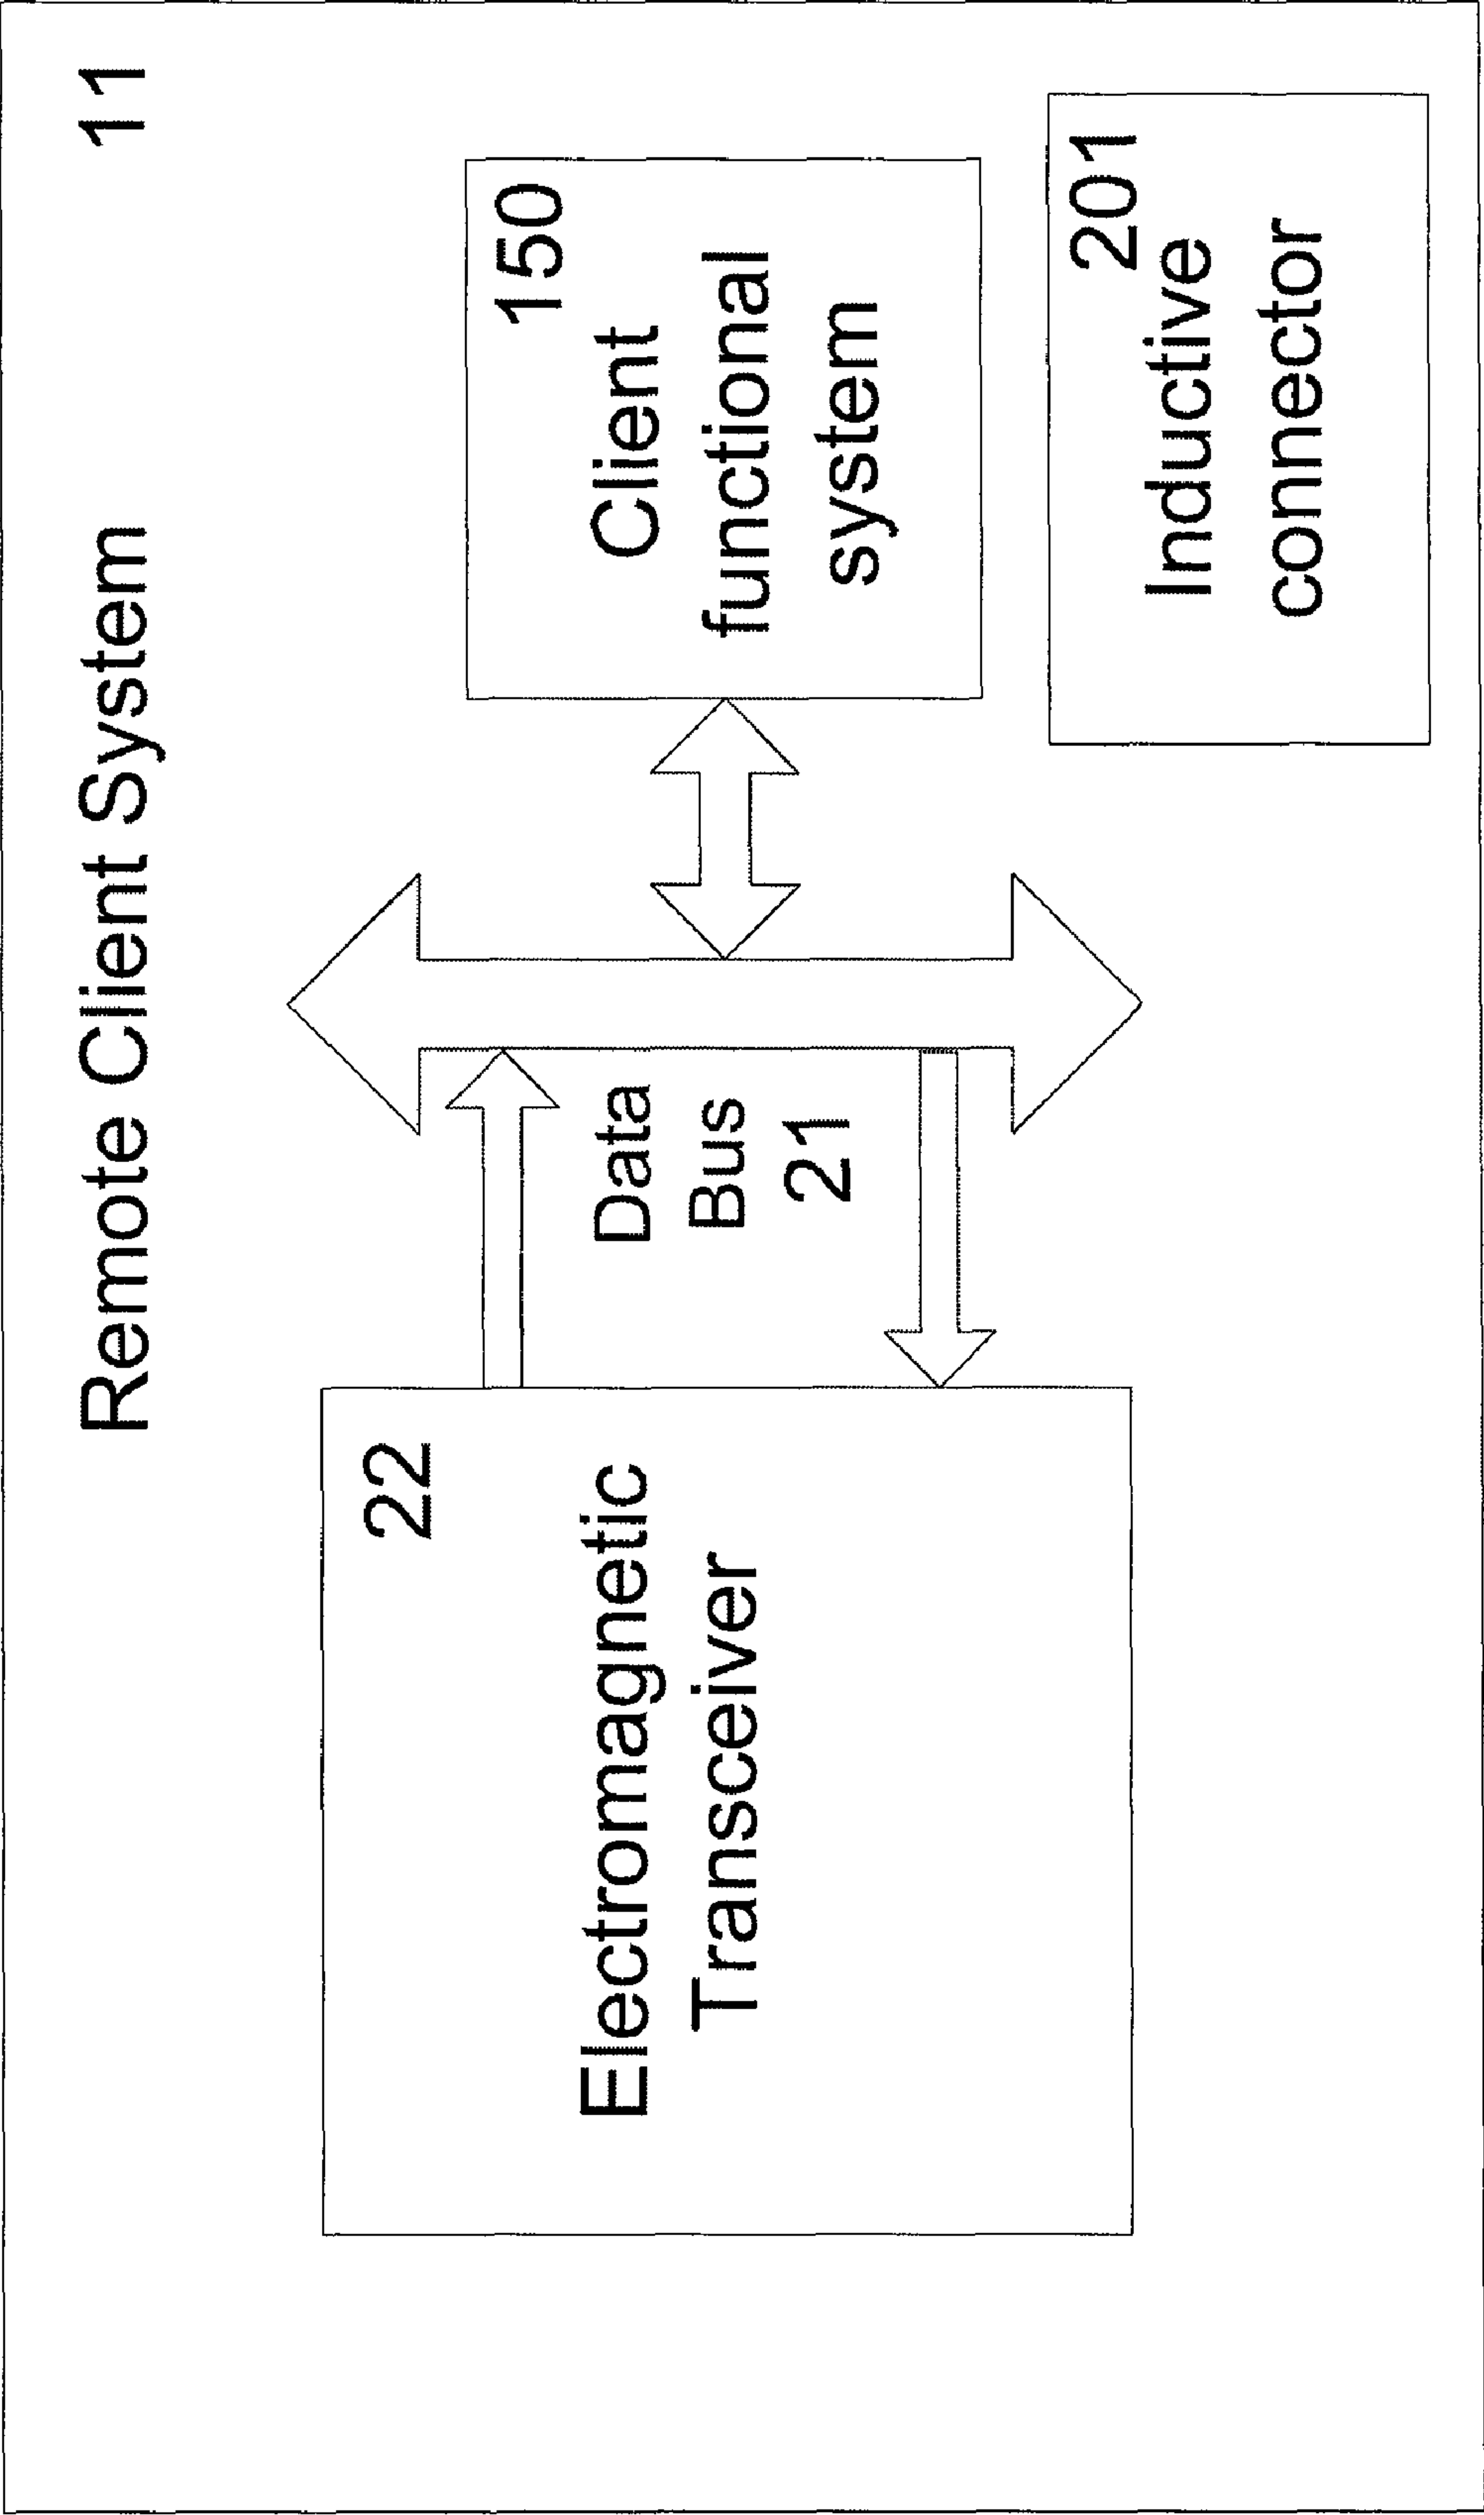 Remote Client System
11
22
Electromagnetic
Transceiver
Data
Bus
21
150
Client
functional
system
201
Inductive
connector